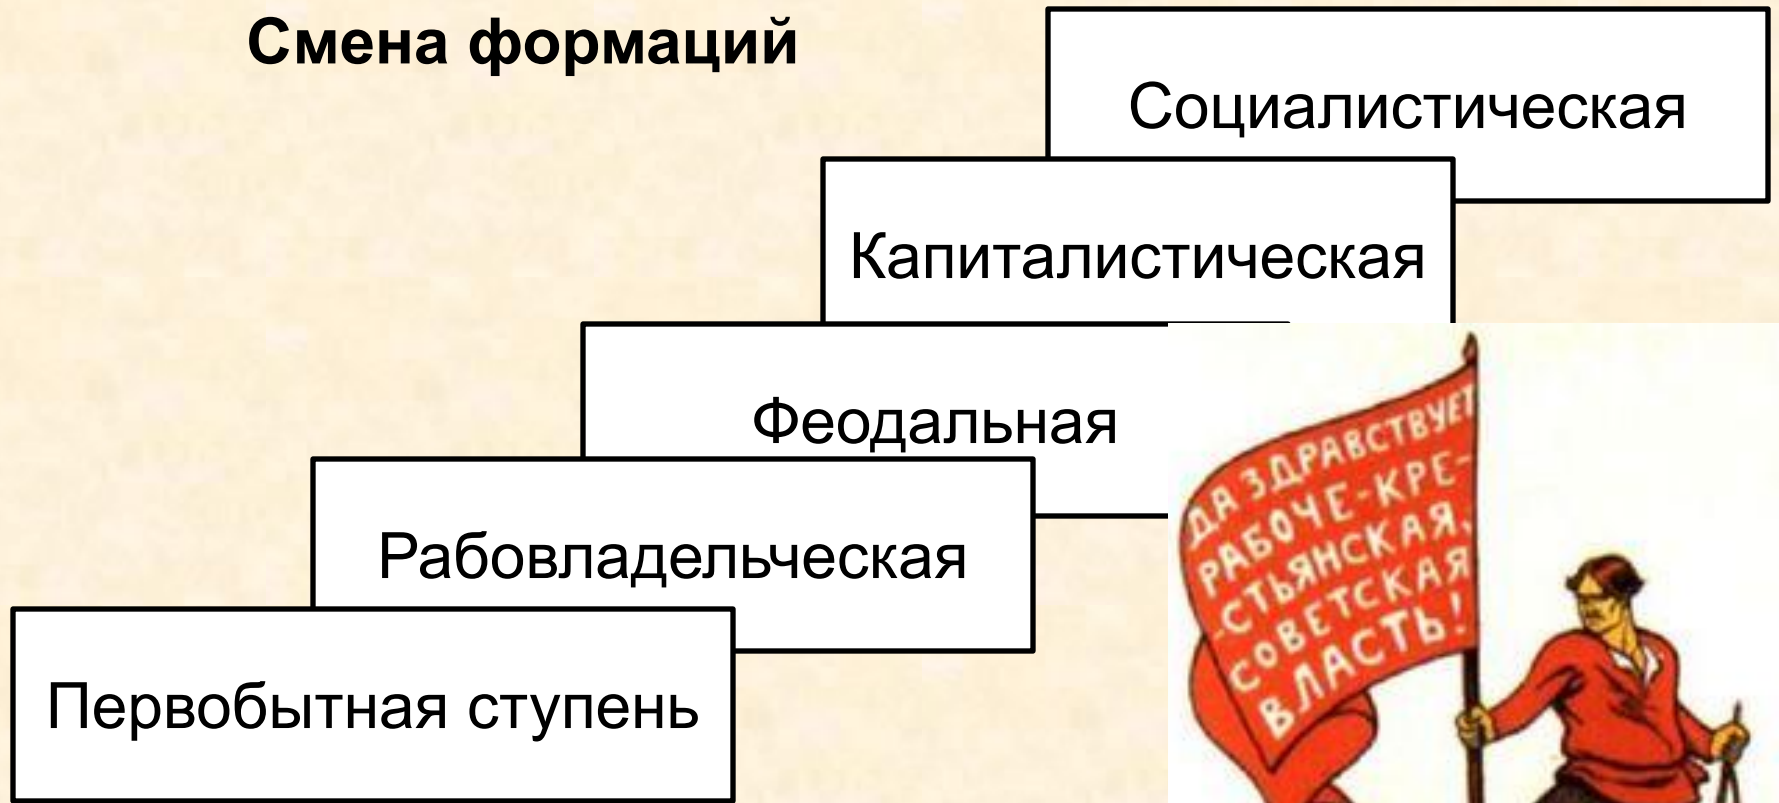 Смена формаций
Социалистическая
Капиталистическая
Феодальная
Рабовладельческая
Первобытная ступень
ДА ЗДРАВСТВУЕТ
РАБОЧЕ-КРЕ-
-СТЬЯНСКАЯ,
СОВЕТСКАЯ
ВЛАСТЬ!